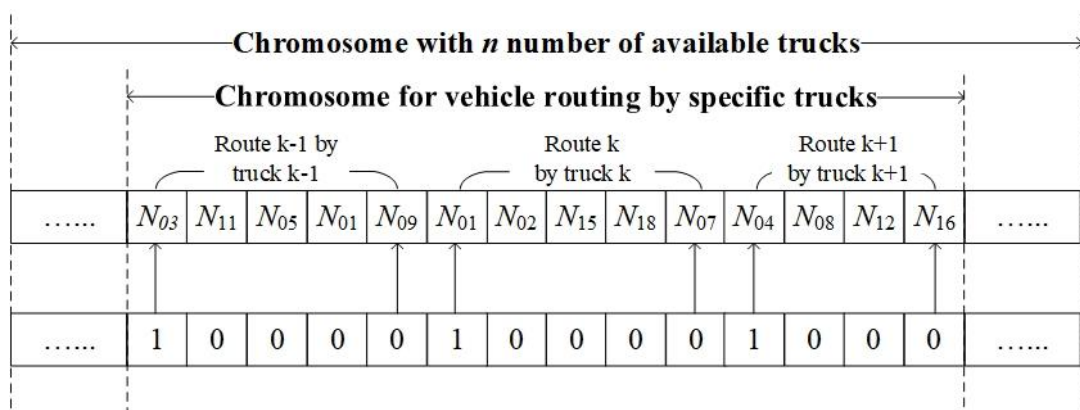 Chromosome with n number of available trucks
Chromosome for vehicle routing by specific trucks
Route k-1 by
truck k-1
Route k
by truck k
Route k+1
by truck k+1
...... N03 N11 N05 N01 N09 N01 N02 N15 N18 N07 N04 N08 N12 N16 ......
...... 1 0 0 0 0 1 0 0 0 0 1 0 0 0 ......